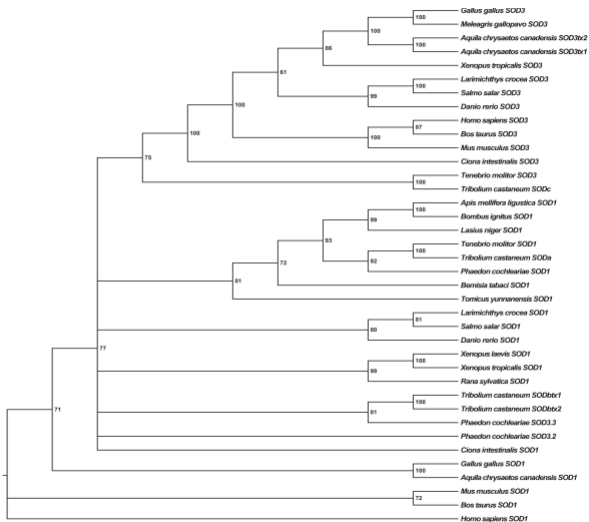 Gallus gallus SOD3
100
Meleagris gallopavo SOD3
100
Aquila chrysaetos canadensis SOD3tx2
100
Aquila chrysaetos canadensis SOD3tx1
86
Xenopus tropicalis SOD3
81
Larimichthys crocea SOD3
100
Salmo salar SOD3
99
Danio rerio SOD3
100
Homo sapiens SOD3
87
Bos taurus SOD3
100
Mus musculus SOD3
100
Ciona intestinalis SOD3
75
Tenebrio molitor SOD3
100
Tribolium castaneum SODc
Apis mellifera ligustica SOD1
100
Bombus ignitus SOD1
99
Lasius niger SOD1
93
Tenebrio molitor SOD1
100
Tribolium castaneum SODa
92
Phaedon cochleariae SOD1
72
Bemisia tabaci SOD1
81
Tomicus yunnanensis SOD1
Larimichthys crocea SOD1
81
Salmo salar SOD1
80
Danio rerio SOD1
77
Xenopus laevis SOD1
100
Xenopus tropicalis SOD1
99
Rana sylvatica SOD1
Tribolium castaneum SODbtx1
100
Tribolium castaneum SODbtx2
81
Phaedon cochleariae SOD3.3
71
Phaedon cochleariae SOD3.2
Ciona intestinalis SOD1
Gallus gallus SOD1
100
Aquila chrysaetos canadensis SOD1
Mus musculus SOD1
72
Bos taurus SOD1
Homo sapiens SOD1